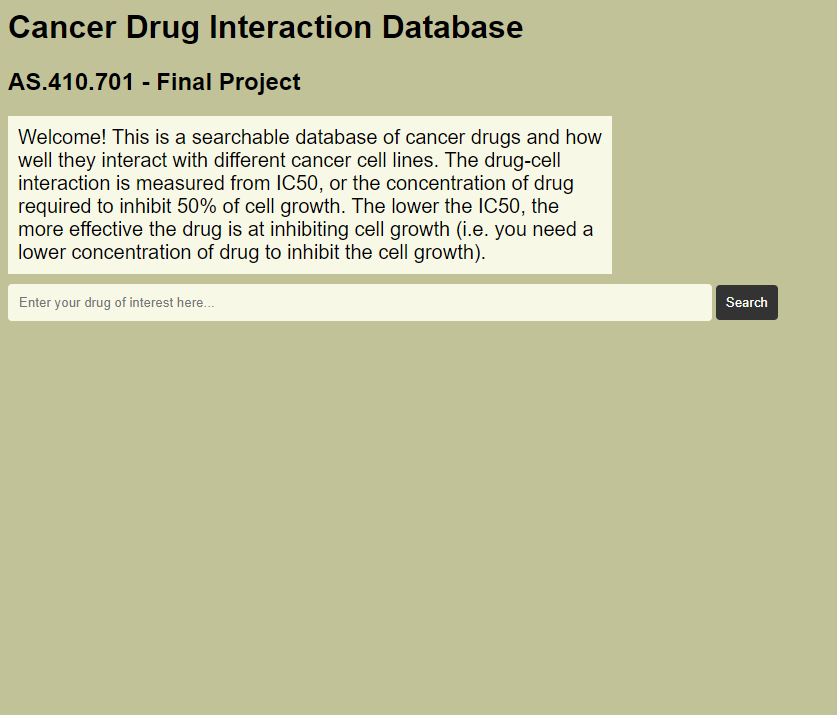 Cancer Drug Interaction Database
AS.410.701 - Final Project
Welcome! This is a searchable database of cancer drugs and how
well they interact with different cancer cell lines. The drug-cell
interaction is measured from IC50, or the concentration of drug
required to inhibit 50% of cell growth. The lower the IC50, the
more effective the drug is at inhibiting cell growth (i.e. you need a
lower concentration of drug to inhibit the cell growth).
Enter your drug of interest here...
Search